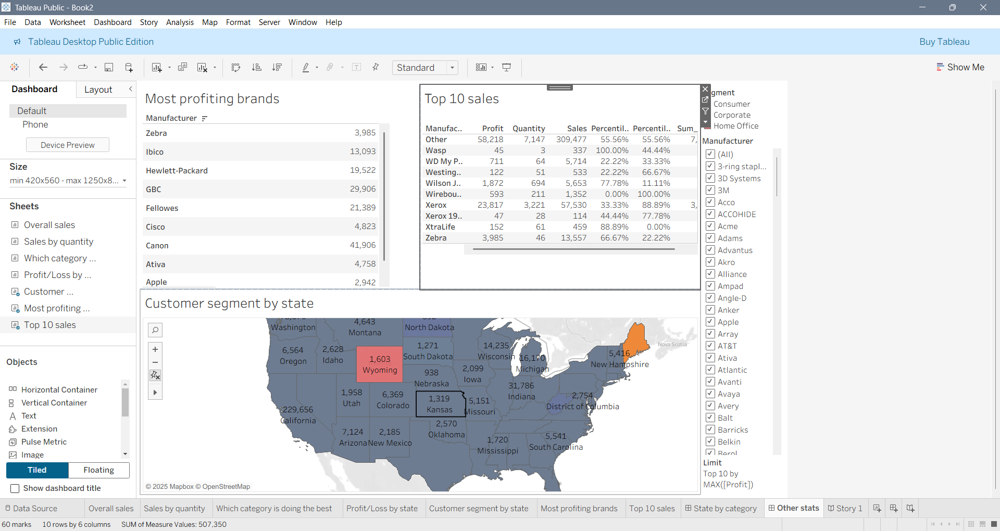 Tableau Public - Book2
File Data Worksheet Dashboard Story Analysis Map Format Server Window Help
Tableau Desktop Public Edition
Buy Tableau
Standard
Show Me
Dashboard
Layout
Default
Phone
Device Preview
Size
min 420x560 - max 1250x8...
Sheets
Overall sales
Sales by quantity
Which category ...
Profit/Loss by ...
Customer ...
Most profiting ...
Top 10 sales
Objects
Horizontal Container
Vertical Container
Text
Extension
Pulse Metric
Image
Tiled
Floating
Show dashboard title
Most profiting brands
Manufacturer
Zebra 3,985
Ibico 13,093
Hewlett-Packard 19,522
GBC 29,906
Fellowes 21,389
Cisco 4,823
Canon 41,906
Ativa 4,758
Apple 2,942
Top 10 sales
Manufac.. Profit Quantity Sales Percentil.. Percentil.. Sum_
Other 58,218 7,147 309,477 55.56% 55.56% 7,
Wasp 45 3 337 100.00% 44.44%
WD My P.. 711 64 5,714 22.22% 33.33%
Westing.. 122 51 533 22.22% 66.67%
Wilson J.. 1,872 694 5,653 77.78% 11.11%
Wirebou.. 593 211 1,352 0.00% 100.00%
Xerox 23,817 3,221 57,530 33.33% 88.89% 3,
Xerox 19.. 47 28 114 44.44% 77.78%
XtraLife 152 61 459 88.89% 0.00%
Zebra 3,985 46 13,557 66.67% 22.22%
gment
Consumer
Corporate
Home Office
Manufacturer
(All)
3-ring stapl...
3D Systems
3M
Acco
ACCOHIDE
Acme
Adams
Advantus
Akro
Alliance
Ampad
Angle-D
Anker
Apple
Array
AT&T
Ativa
Atlantic
Avanti
Avaya
Avery
Balt
Barricks
Belkin
Berol
Limit
Top 10 by
MAX([Profit])
Customer segment by state
Washington
4,643
Montana
North Dakota
6,564
Oregon
2,628
Idaho
1,603
Wyoming
1,271
South Dakota
14,235
Wisconsin
16,170
Michigan
5,416
New Hampshire
Nova Scotia
938
Nebraska
2,099
Iowa
31,786
Indiana
1,958
Utah
6,369
Colorado
1,319
Kansas
5,151
Missouri
2,754
District of Columbia
229,656
California
2,570
Oklahoma
7,124
Arizona
2,185
New Mexico
1,720
Mississippi
5,541
South Carolina
© 2025 Mapbox © OpenStreetMap
Data Source Overall sales Sales by quantity Which category is doing the best Profit/Loss by state Customer segment by state Most profiting brands Top 10 sales State by category Other stats Story 1
60 marks 10 rows by 6 columns SUM of Measure Values: 507,350